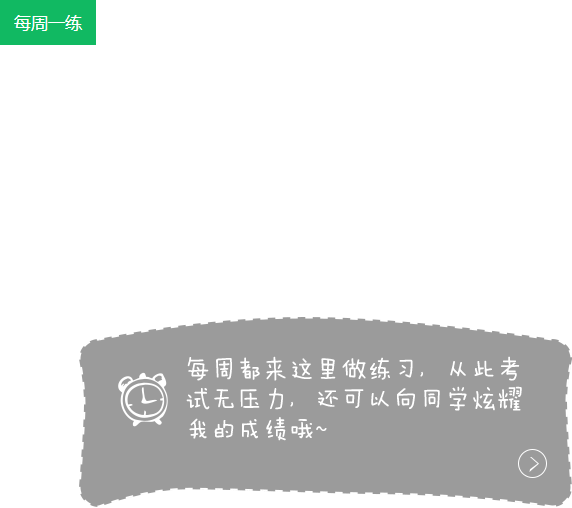 每周一练
每周都来这里做练习，从此考
试无压力，还可以向同学炫耀
我的成绩哦~